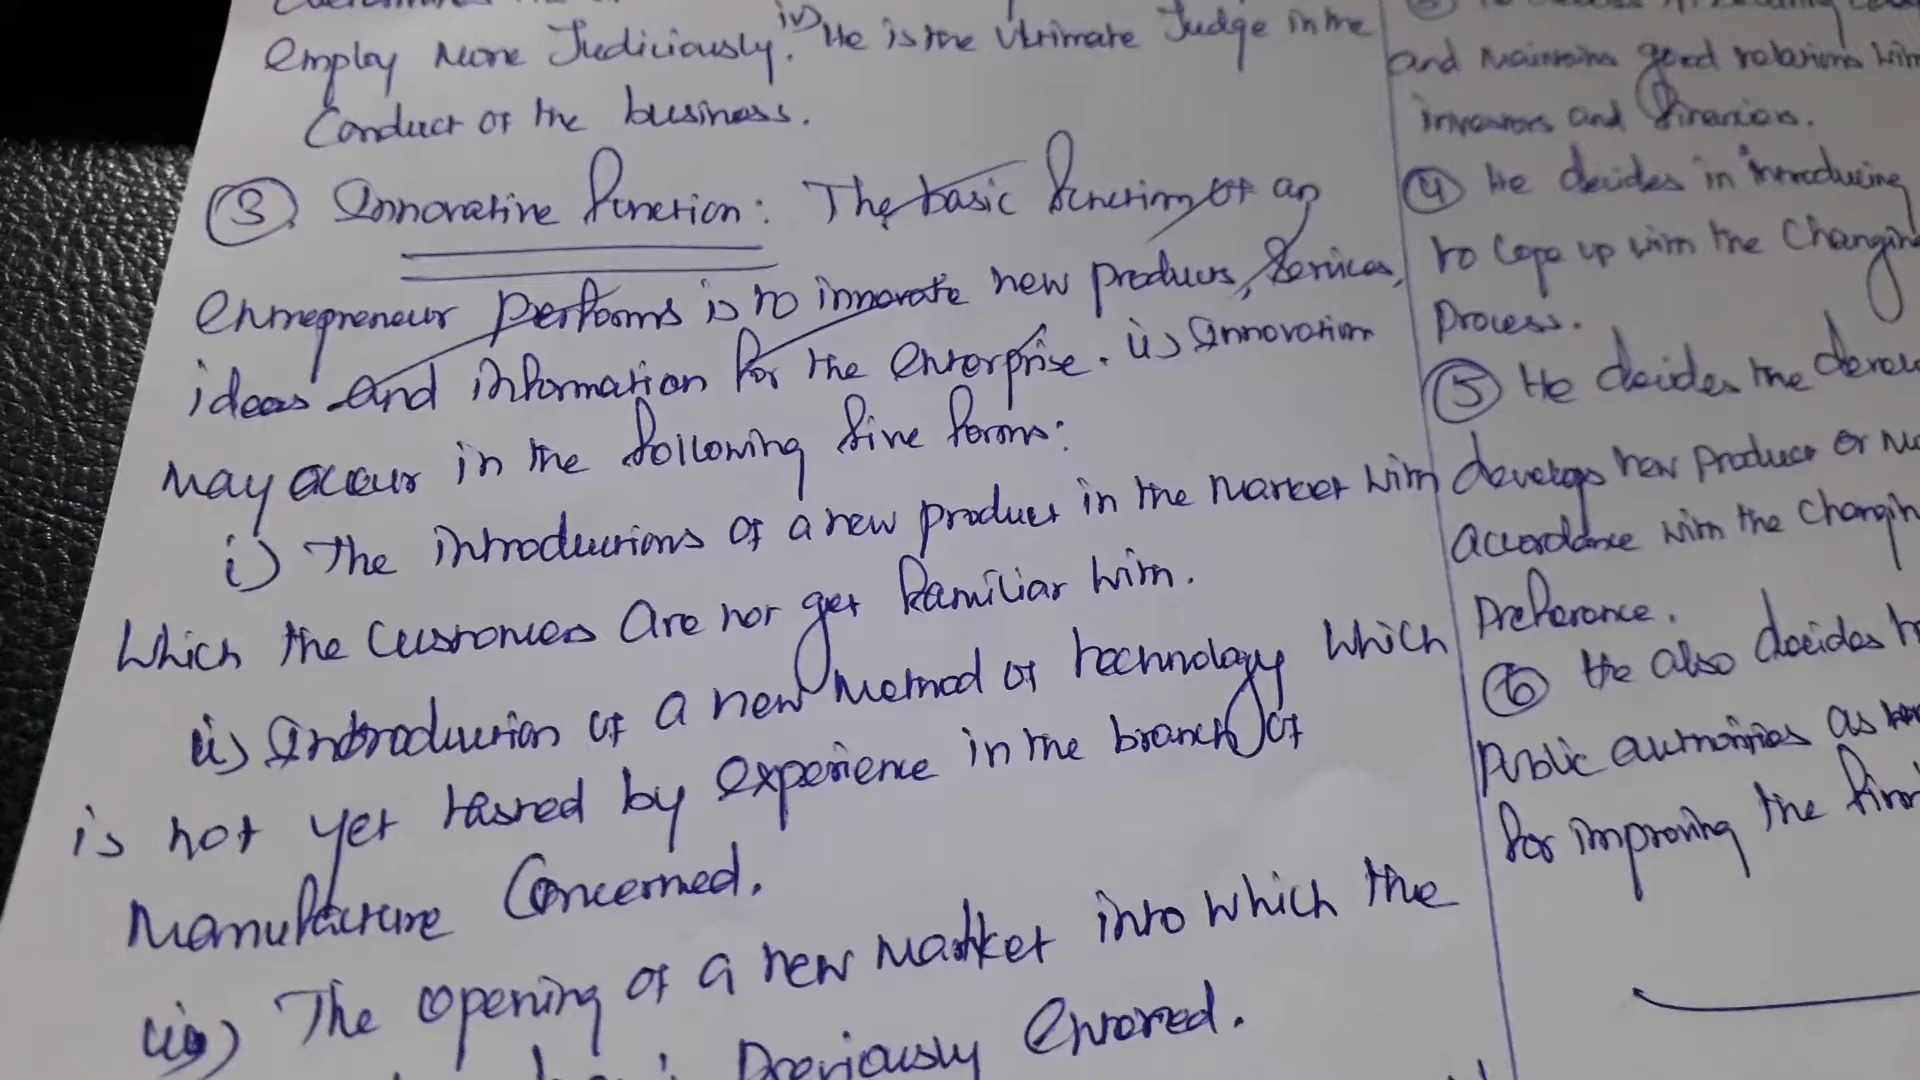 employ more Judiciously. iv) He is the Ultimate Judge in the
Conduct of the business.
③. Innovative function: The basic function of an
entrepreneur performs is to innovate new products, Services,
ideas and information for the enterprise. ii) Innovation
may occur in the following five forms:
i) The introductions of a new product in the market with
Which the customers are not get familiar with.
ii) Introduction of a new method of technology which
is not yet tasted by experience in the branch of
Manufacture Concerned.
iii) The opening of a new market into which the
Previously entered.
and maintains good relations with
investors and financiers.
④ He decides in introducing
to cope up with the Changing
process.
⑤ He decides the
develops new product or
accordance with the
preference.
⑥ He also decides
public authorities as
for improving the